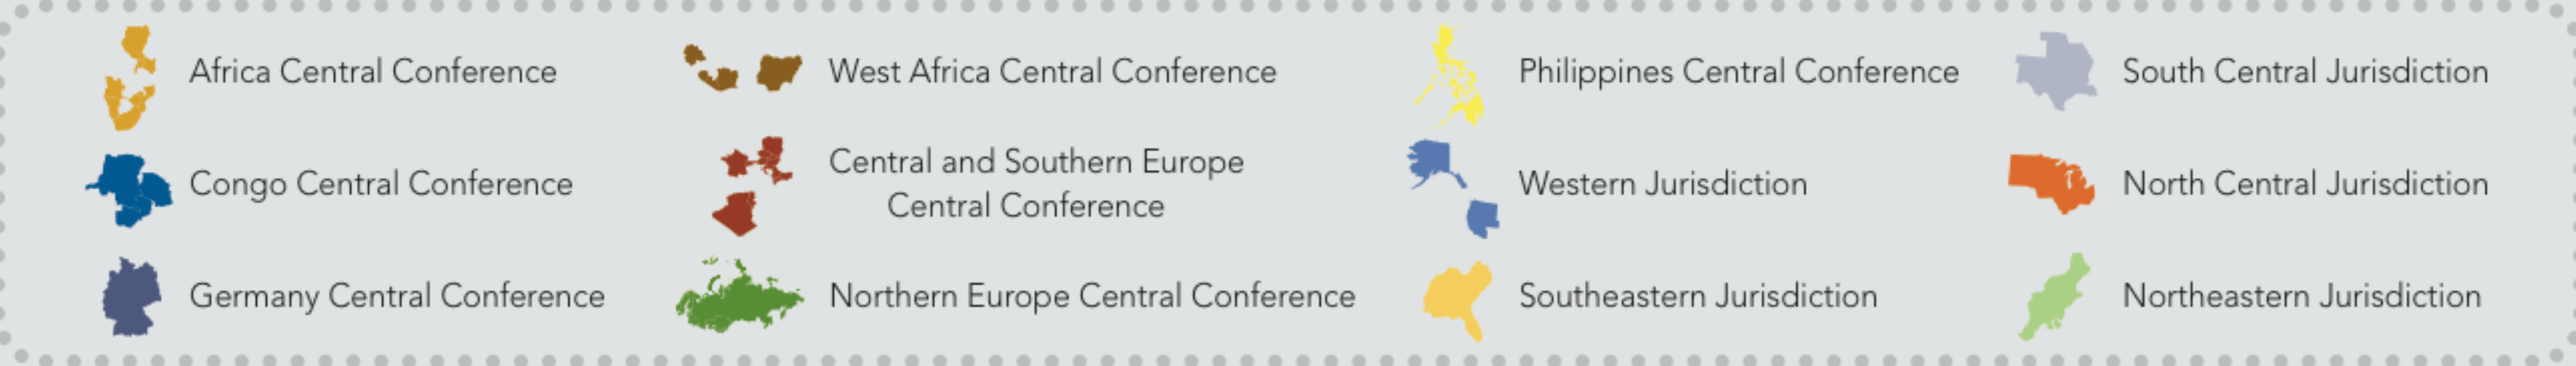 Africa Central Conference
Congo Central Conference
Germany Central Conference
West Africa Central Conference
Central and Southern Europe
Central Conference
Northern Europe Central Conference
Philippines Central Conference
Western Jurisdiction
Southeastern Jurisdiction
South Central Jurisdiction
North Central Jurisdiction
Northeastern Jurisdiction